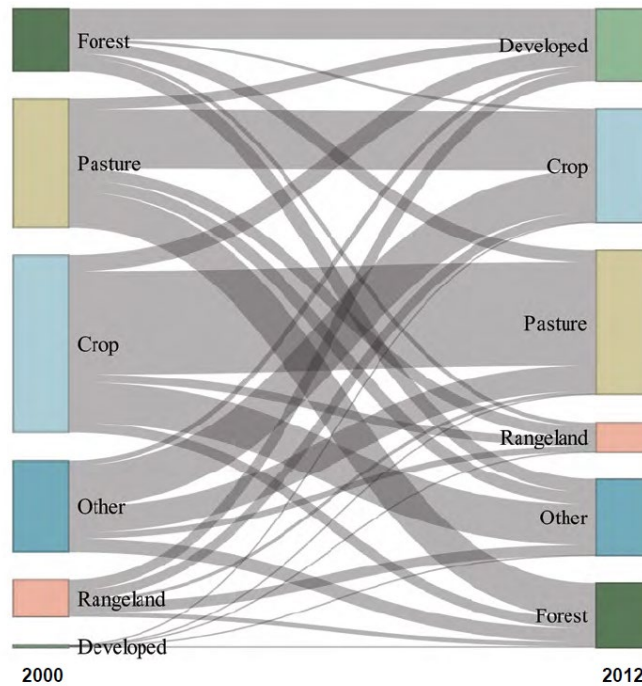 Forest
Developed
Pasture
Crop
Crop
Pasture
Rangeland
Other
Other
Rangeland
Forest
Developed
2000
2012